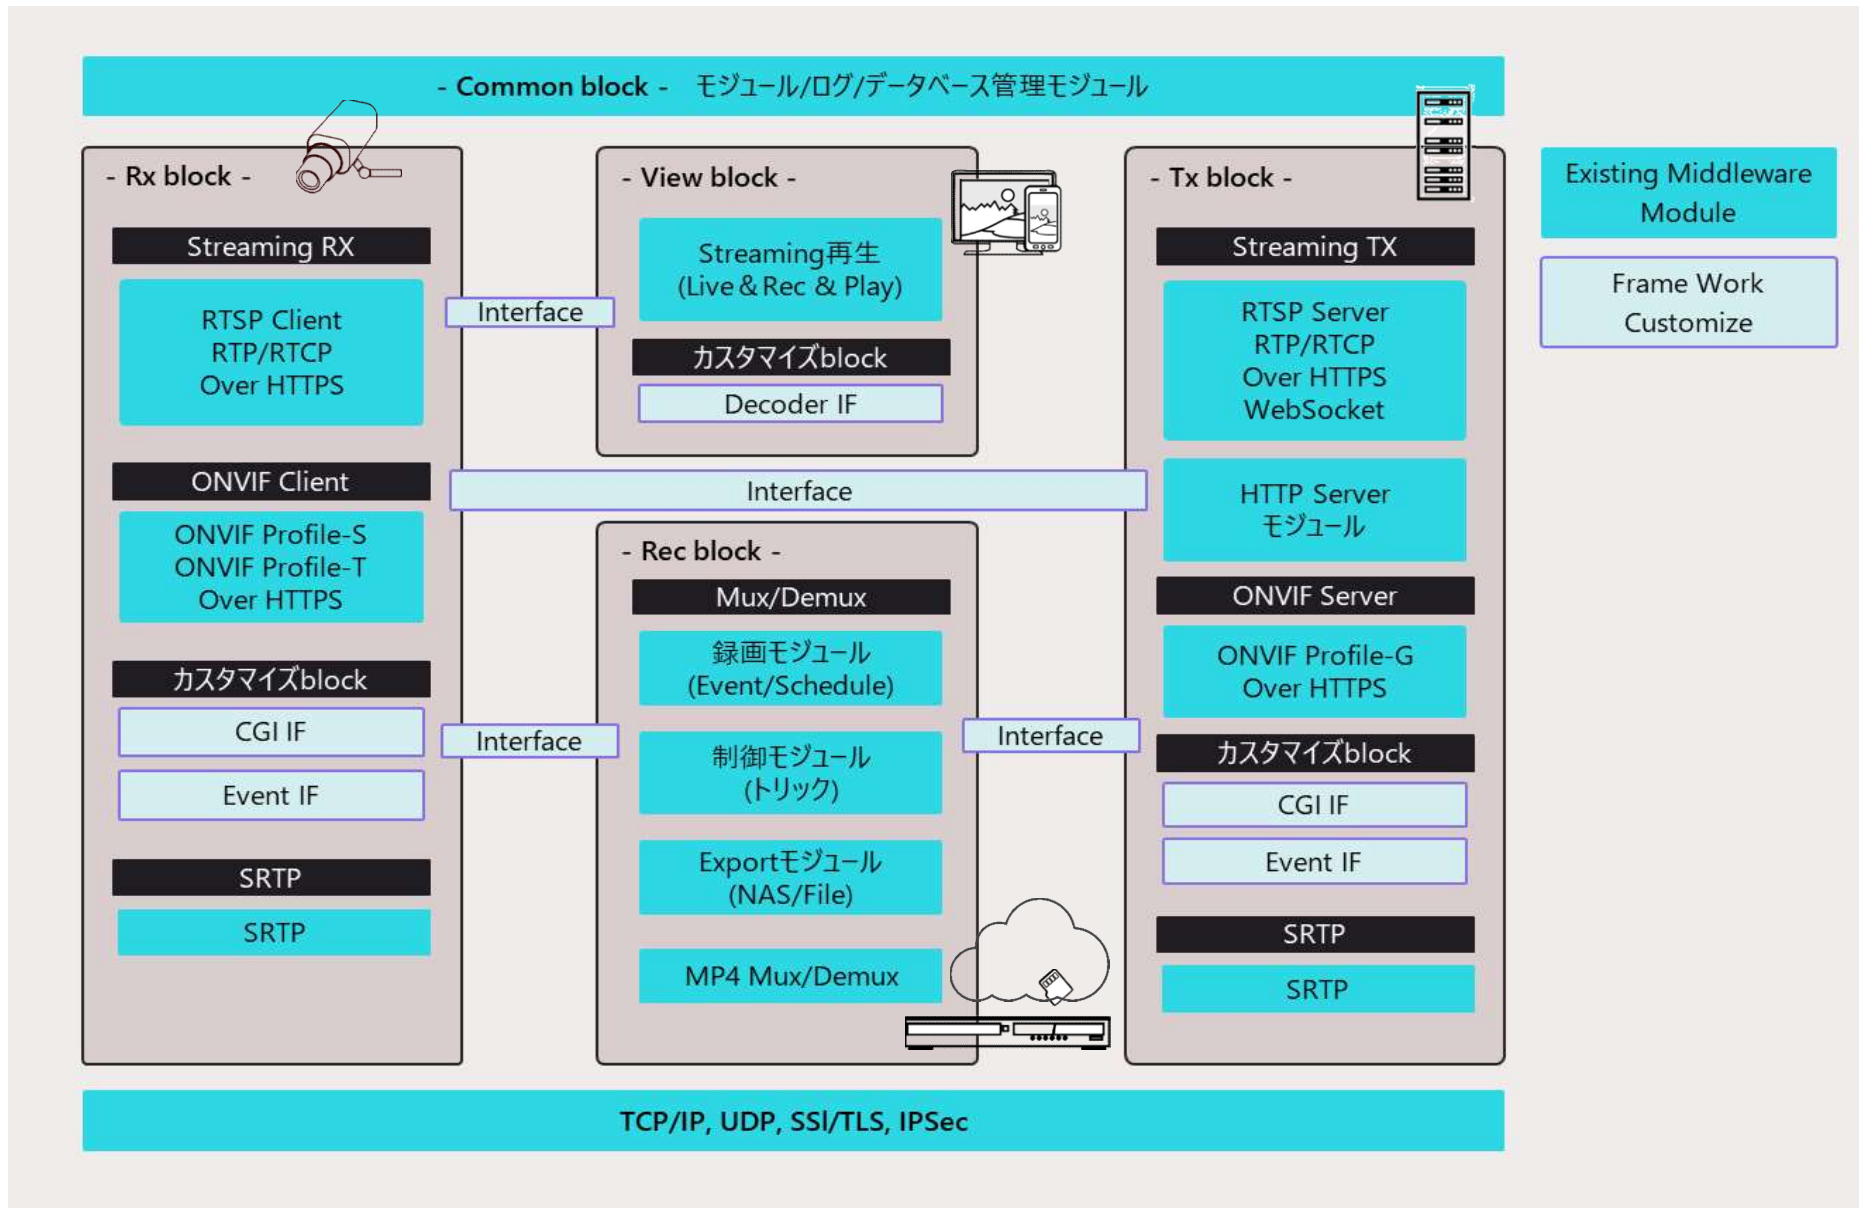 - Common block - モジュール/ログ/データベース管理モジュール
- Rx block -
Streaming RX
RTSP Client
RTP/RTCP
Over HTTPS
ONVIF Client
ONVIF Profile-S
ONVIF Profile-T
Over HTTPS
カスタマイズblock
CGI IF
Event IF
SRTP
SRTP
Interface
Interface
Interface
- View block -
Streaming再生
(Live＆Rec & Play)
カスタマイズblock
Decoder IF
- Rec block -
Mux/Demux
録画モジュール
(Event/Schedule)
制御モジュール
(トリック)
Exportモジュール
(NAS/File)
MP4 Mux/Demux
Interface
- Tx block -
Streaming TX
RTSP Server
RTP/RTCP
Over HTTPS
WebSocket
HTTP Server
モジュール
ONVIF Server
ONVIF Profile-G
Over HTTPS
カスタマイズblock
CGI IF
Event IF
SRTP
SRTP
Existing Middleware
Module
Frame Work
Customize
TCP/IP, UDP, SSl/TLS, IPSec